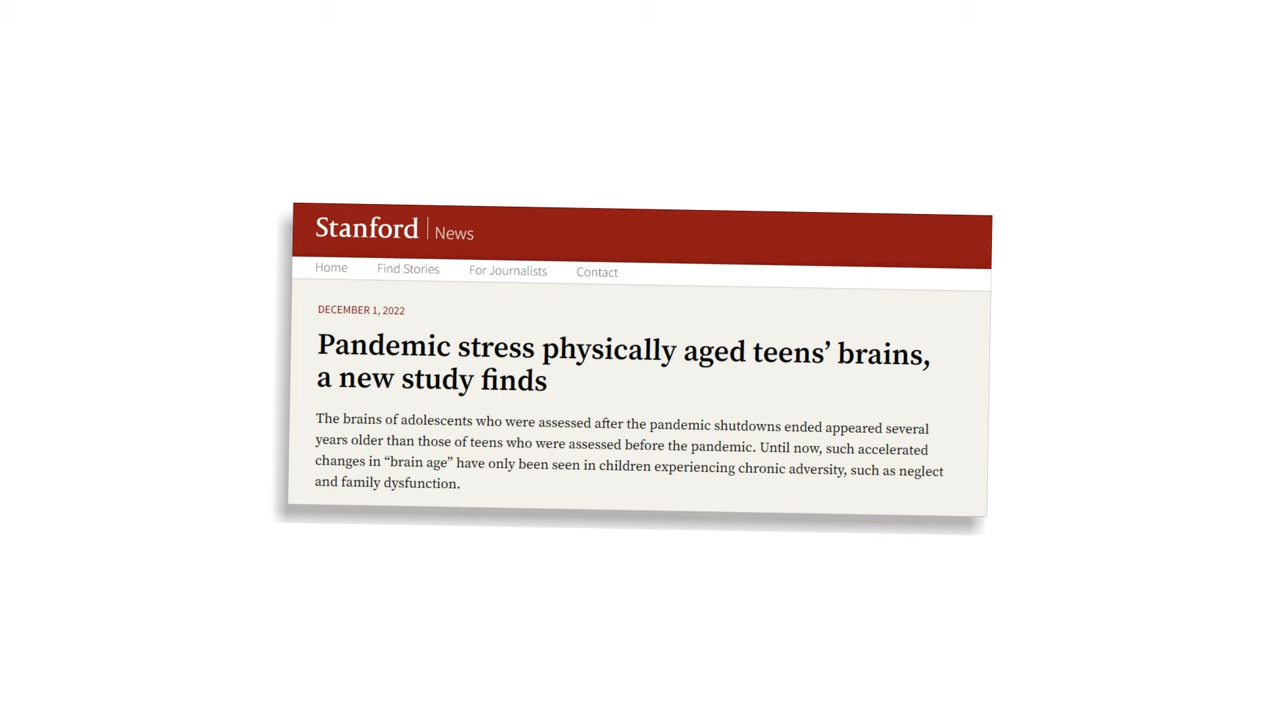 Stanford | News
Home Find Stories For Journalists Contact
DECEMBER 1, 2022
Pandemic stress physically aged teens’ brains,
a new study finds
The brains of adolescents who were assessed after the pandemic shutdowns ended appeared several
years older than those of teens who were assessed before the pandemic. Until now, such accelerated
changes in “brain age” have only been seen in children experiencing chronic adversity, such as neglect
and family dysfunction.